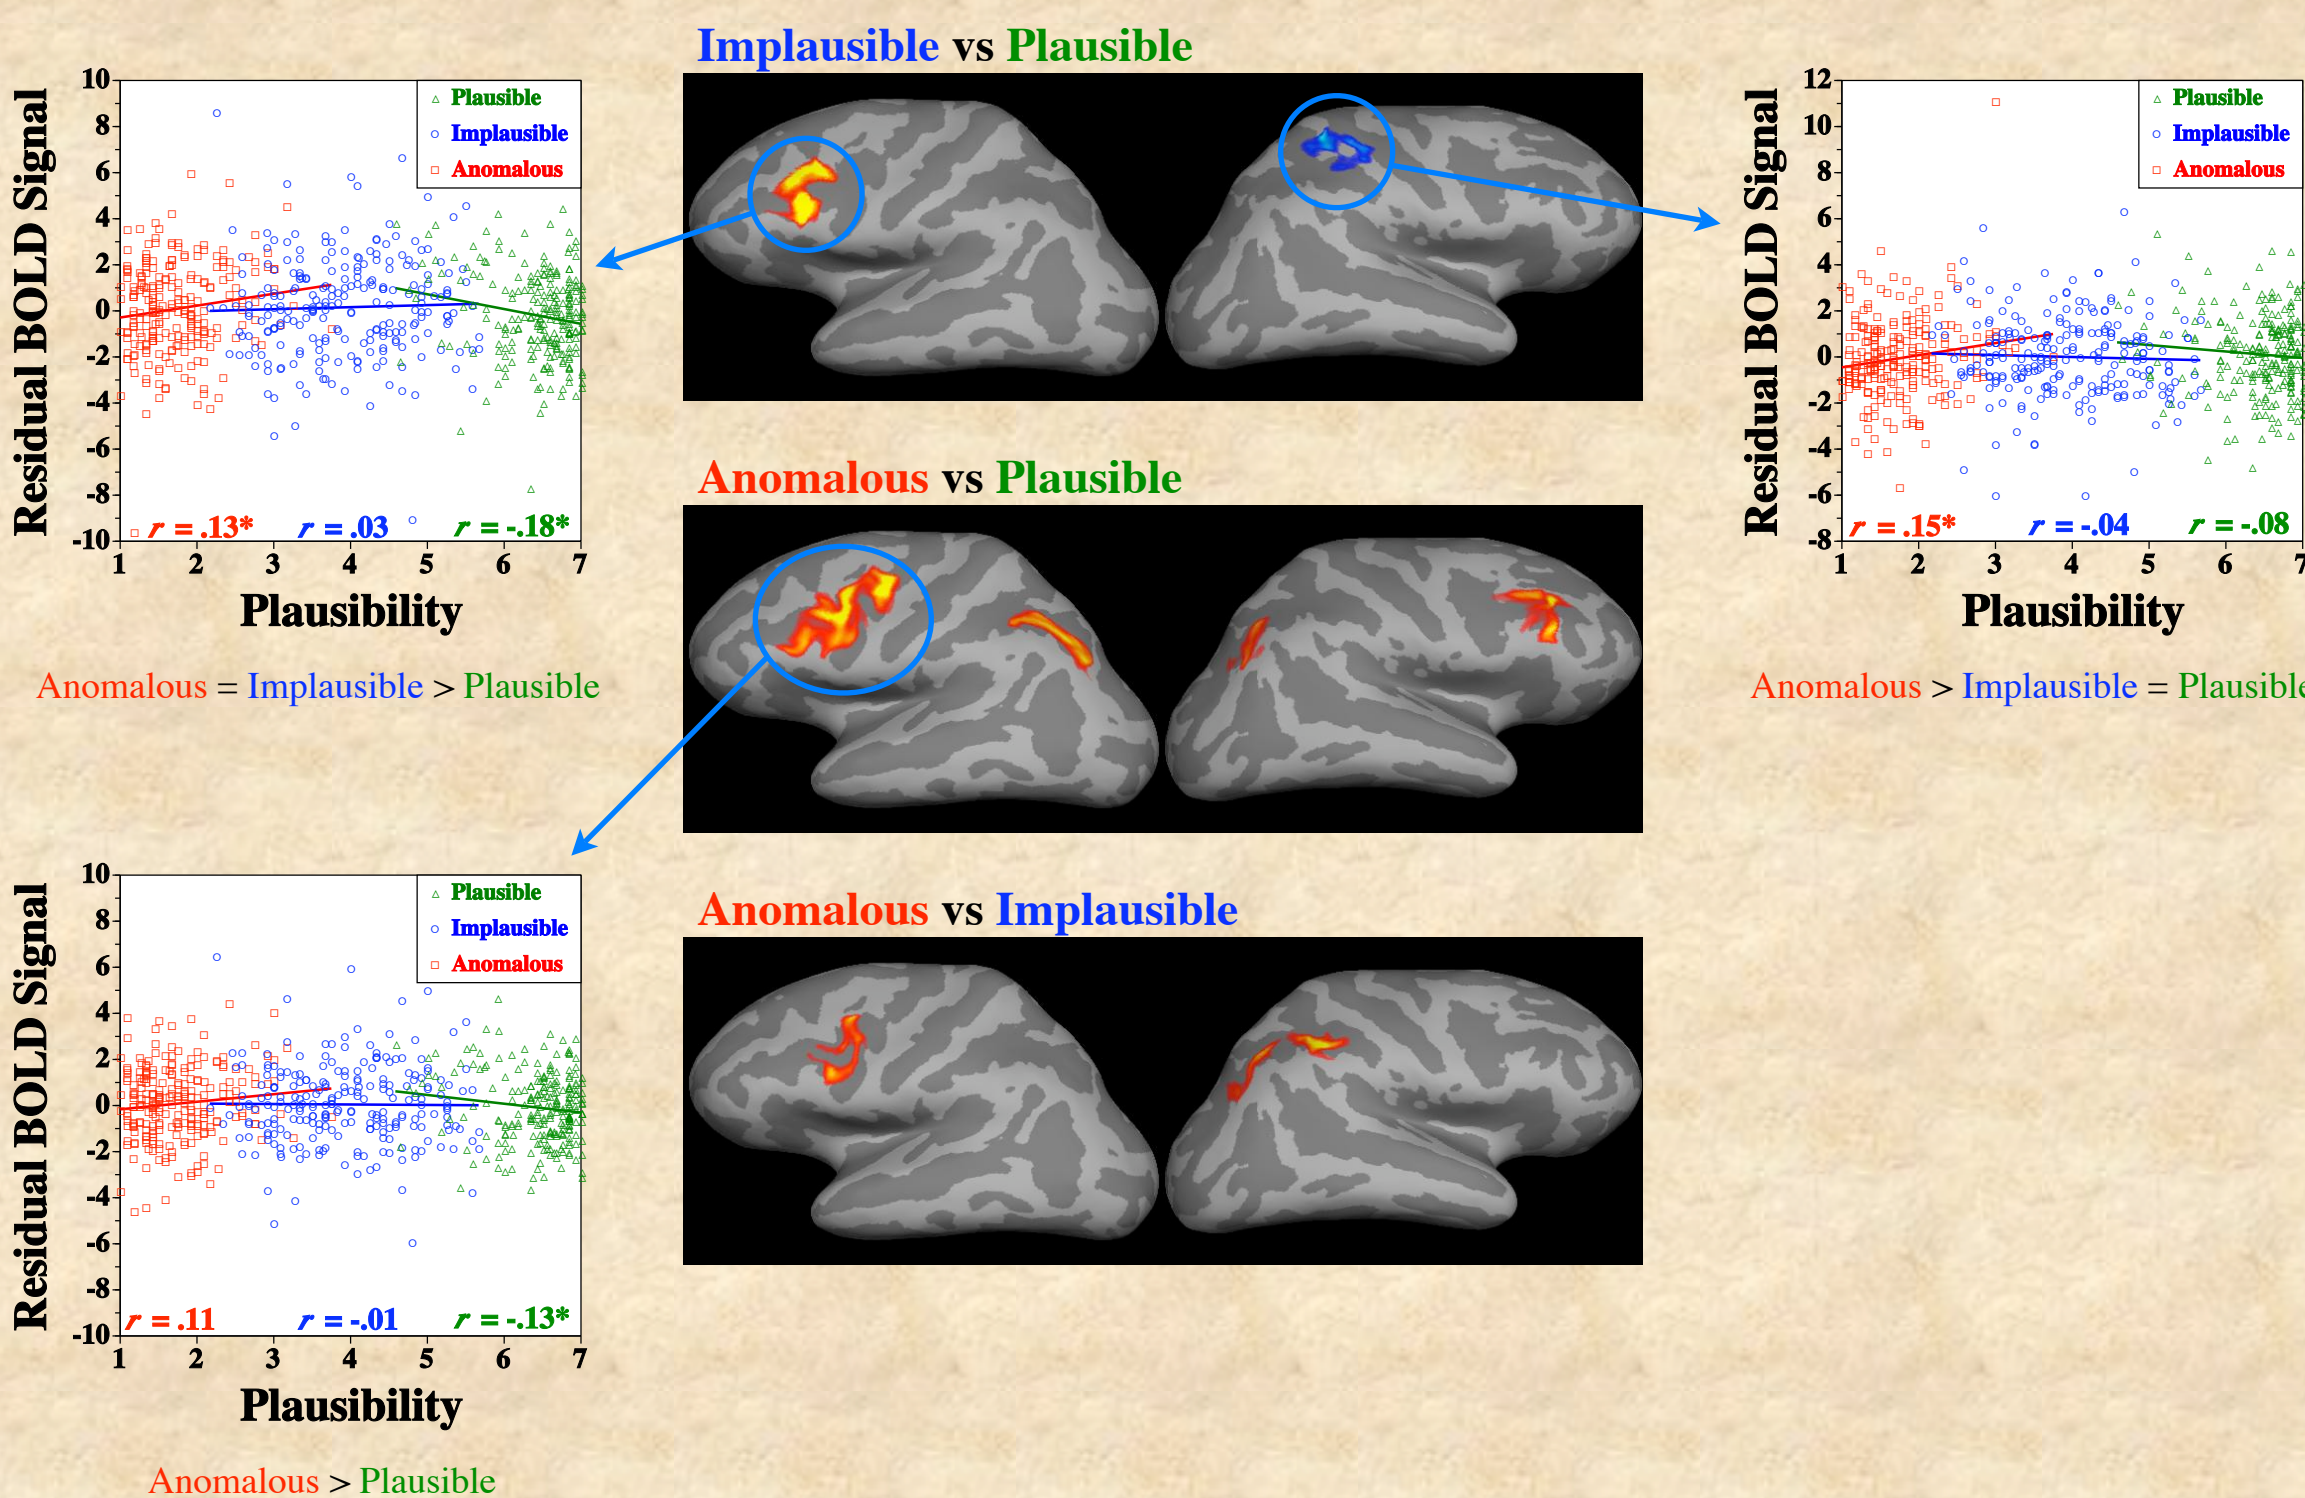 Implausible vs Plausible
10
8
6
4
2
0
-2
-4
-6
-8
-10
Residual BOLD Signal
Plausible
Implausible
Anomalous
r = .13*
r = .03
r = -.18*
1 2 3 4 5 6 7
Plausibility
Anomalous = Implausible > Plausible
12
10
8
6
4
2
0
-2
-4
-6
-8
Residual BOLD Signal
Plausible
Implausible
Anomalous
r = .15*
r = -.04
r = -.08
1 2 3 4 5 6 7
Plausibility
Anomalous > Implausible = Plausible
Anomalous vs Plausible
10
8
6
4
2
0
-2
-4
-6
-8
-10
Residual BOLD Signal
Plausible
Implausible
Anomalous
r = .11
r = -.01
r = -.13*
1 2 3 4 5 6 7
Plausibility
Anomalous > Plausible
Anomalous vs Implausible